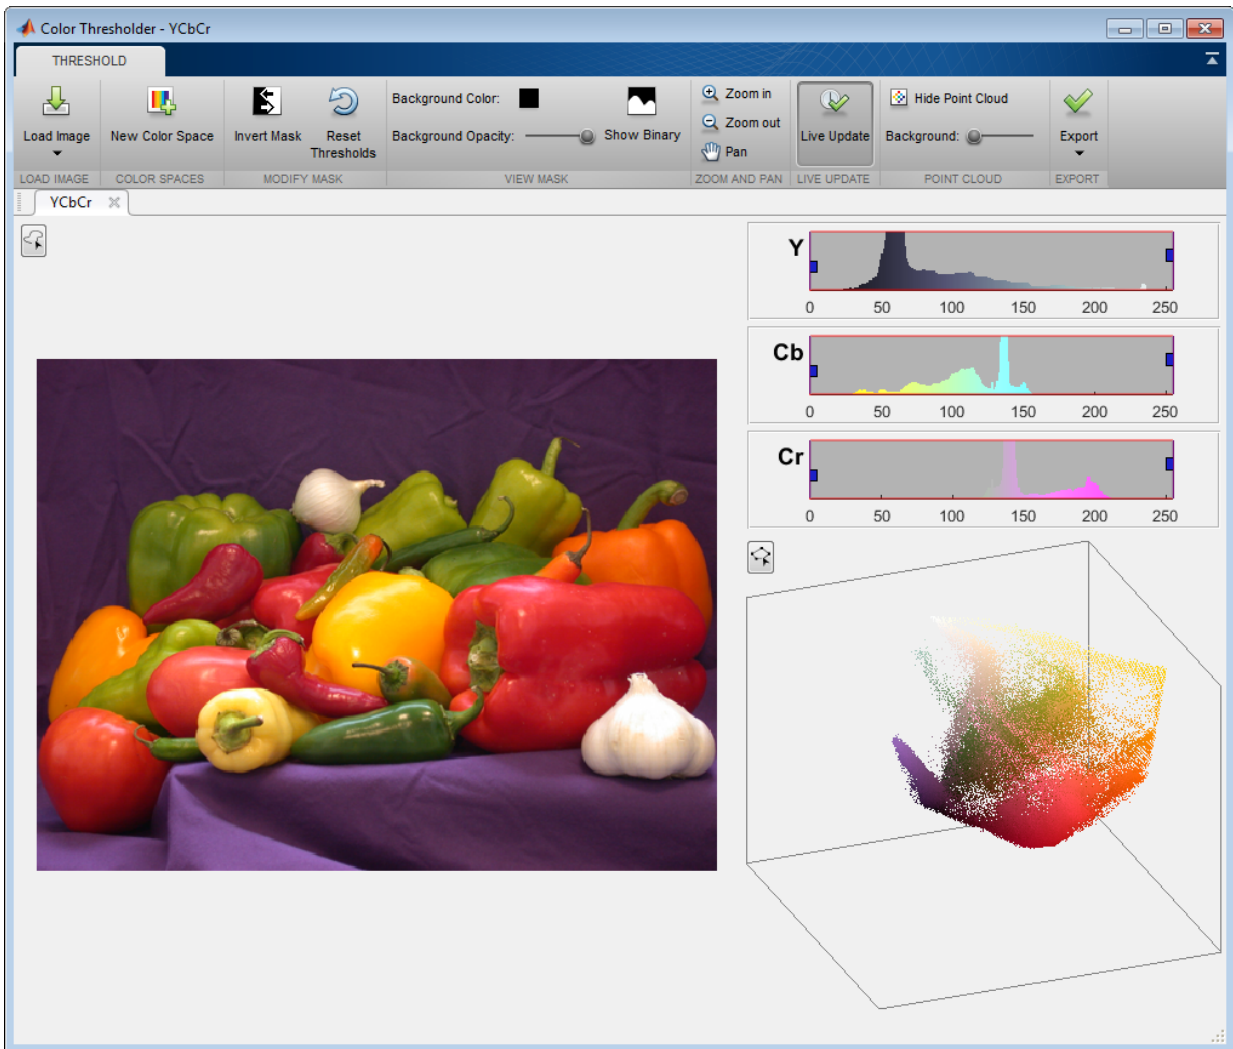 Color Thresholder - YCbCr
THRESHOLD
Load Image
New Color Space
Invert Mask
Reset
Thresholds
Background Color:
Background Opacity:
Show Binary
Zoom in
Zoom out
Pan
Live Update
Hide Point Cloud
Background:
Export
LOAD IMAGE
COLOR SPACES
MODIFY MASK
VIEW MASK
ZOOM AND PAN
LIVE UPDATE
POINT CLOUD
EXPORT
YCbCr
Y
0 50 100 150 200 250
Cb
0 50 100 150 200 250
Cr
0 50 100 150 200 250